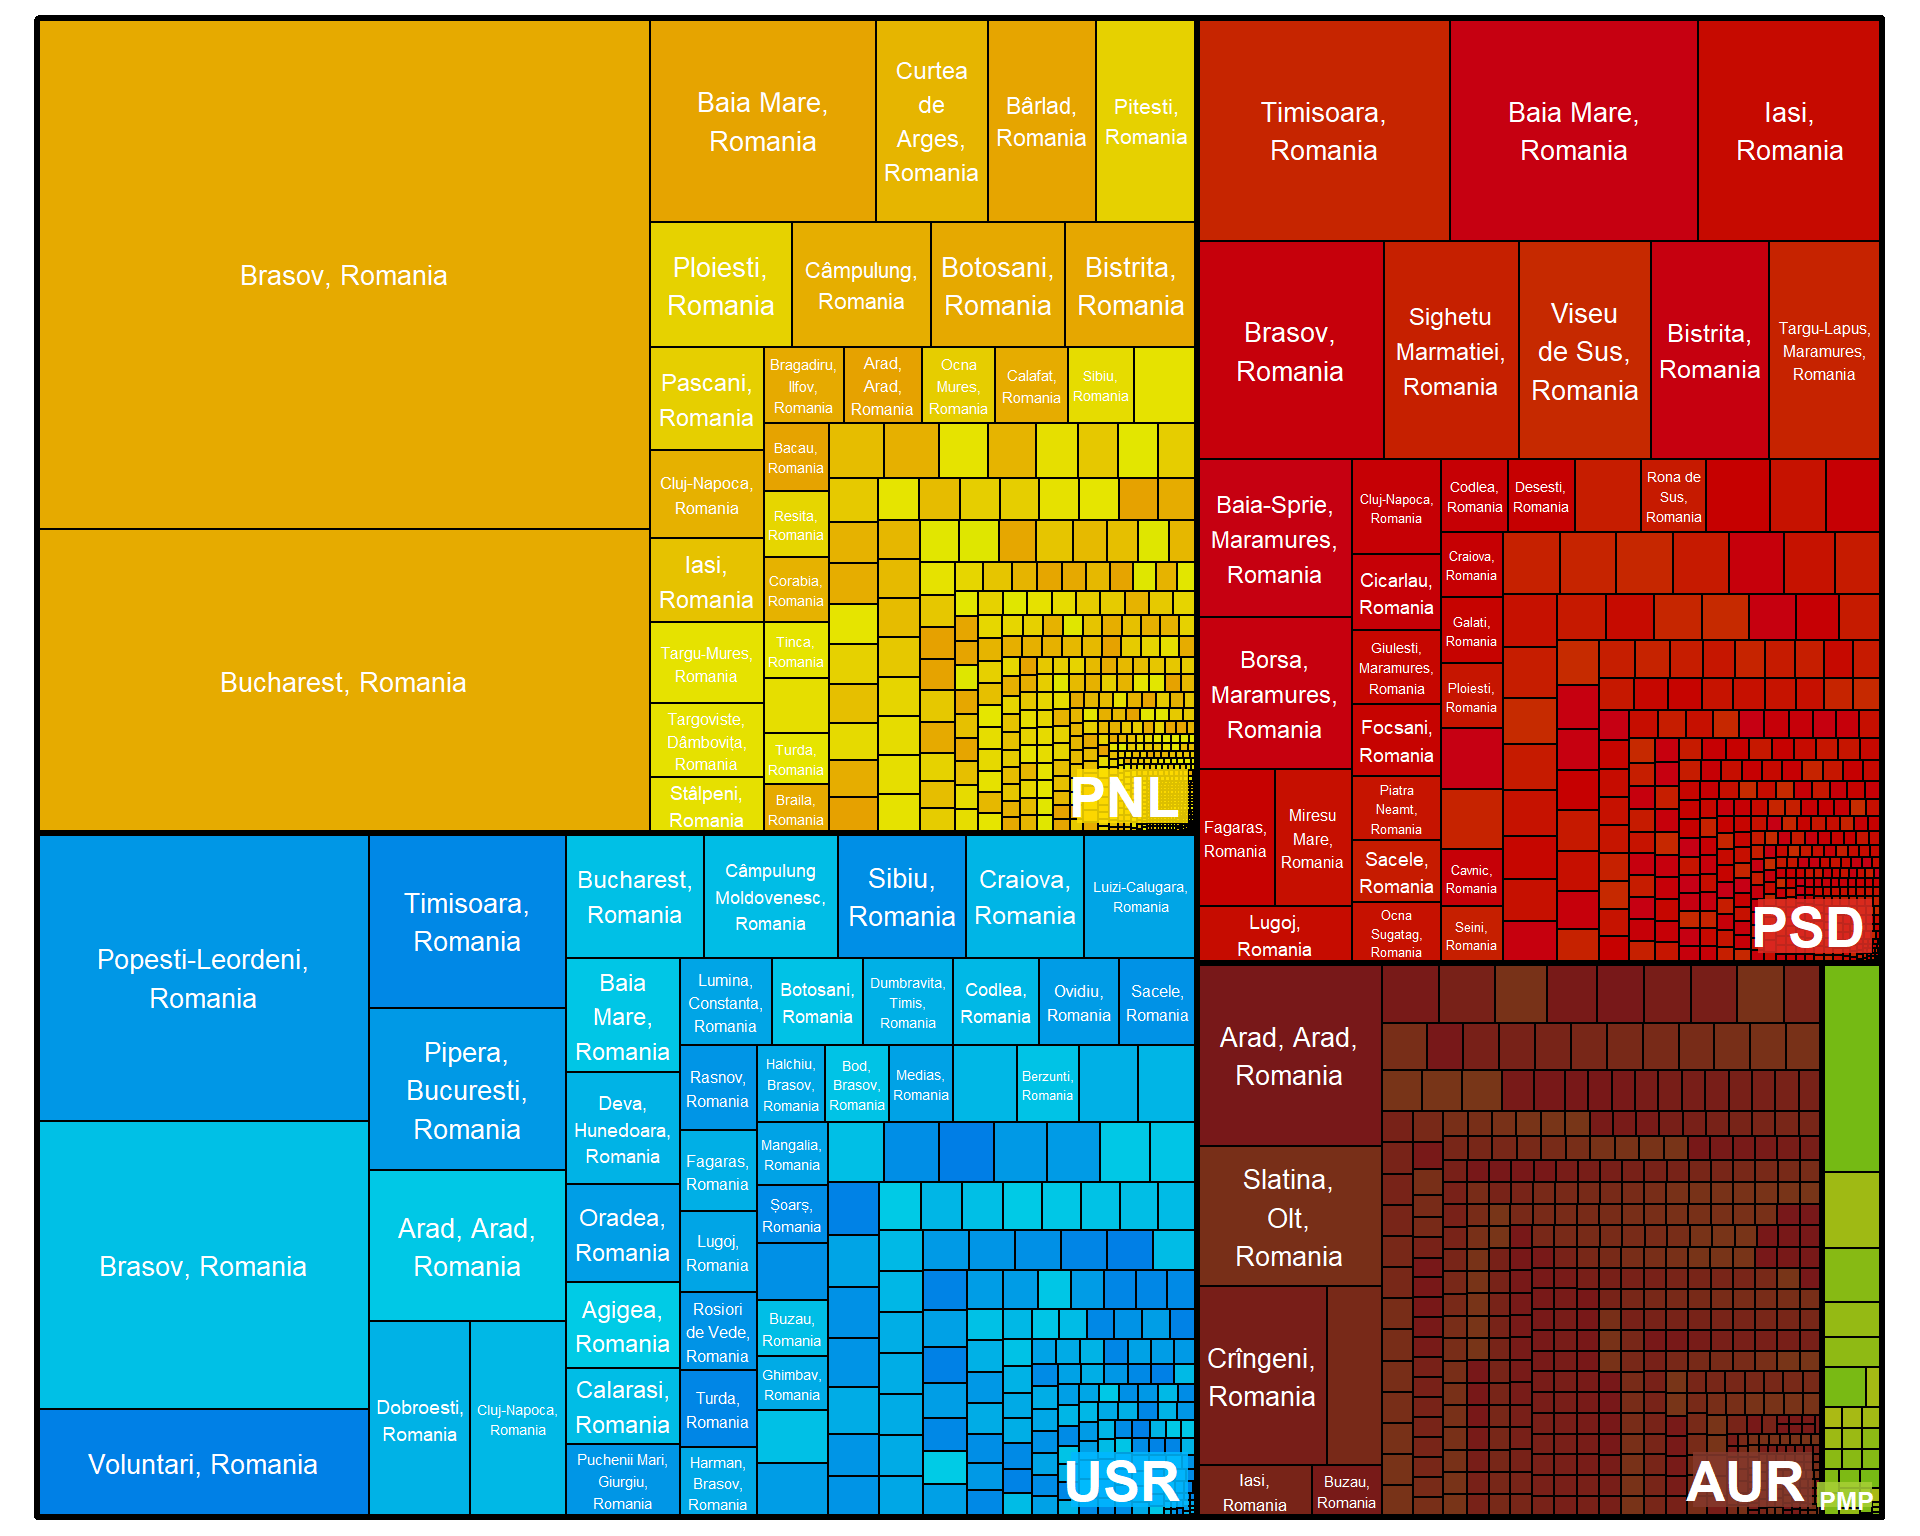 Brasov, Romania
Bucharest, Romania
Baia Mare,
Romania
Curtea
de
Arges,
Romania
Bârlad,
Romania
Pitesti,
Romania
Ploiesti,
Romania
Câmpulung,
Romania
Botosani,
Romania
Bistrita,
Romania
Pascani,
Romania
Bragadiru,
Ilfov,
Romania
Arad,
Arad,
Romania
Ocna
Mures,
Romania
Calafat,
Romania
Sibiu,
Romania
Cluj-Napoca,
Romania
Bacau,
Romania
Resita,
Romania
Iasi,
Romania
Corabia,
Romania
Targu-Mures,
Romania
Tinca,
Romania
Targoviste,
Dâmbovița,
Romania
Turda,
Romania
Stâlpeni,
Romania
Braila,
Romania
PNL
Timisoara,
Romania
Baia Mare,
Romania
Iasi,
Romania
Brasov,
Romania
Sighetu
Marmatiei,
Romania
Viseu
de Sus,
Romania
Bistrita,
Romania
Targu-Lapus,
Maramures,
Romania
Baia-Sprie,
Maramures,
Romania
Cluj-Napoca,
Romania
Codlea,
Romania
Desesti,
Romania
Rona de
Sus,
Romania
Cicarlau,
Romania
Craiova,
Romania
Borsa,
Maramures,
Romania
Giulesti,
Maramures,
Romania
Galati,
Romania
Ploiesti,
Romania
Focsani,
Romania
Fagaras,
Romania
Miresu
Mare,
Romania
Piatra
Neamt,
Romania
Sacele,
Romania
Cavnic,
Romania
Lugoj,
Romania
Ocna
Sugatag,
Romania
Seini,
Romania
PSD
Popesti-Leordeni,
Romania
Brasov, Romania
Voluntari, Romania
Timisoara,
Romania
Pipera,
Bucuresti,
Romania
Arad, Arad,
Romania
Dobroesti,
Romania
Cluj-Napoca,
Romania
Bucharest,
Romania
Câmpulung
Moldovenesc,
Romania
Sibiu,
Romania
Craiova,
Romania
Luizi-Calugara,
Romania
Baia
Mare,
Romania
Lumina,
Constanta,
Romania
Botosani,
Romania
Dumbravita,
Timis,
Romania
Codlea,
Romania
Ovidiu,
Romania
Sacele,
Romania
Deva,
Hunedoara,
Romania
Rasnov,
Romania
Halchiu,
Brasov,
Romania
Bod,
Brasov,
Romania
Medias,
Romania
Berzunti,
Romania
Fagaras,
Romania
Mangalia,
Romania
Oradea,
Romania
Șoarș,
Romania
Lugoj,
Romania
Agigea,
Romania
Rosiori
de Vede,
Romania
Buzau,
Romania
Calarasi,
Romania
Turda,
Romania
Ghimbav,
Romania
Puchenii Mari,
Giurgiu,
Romania
Harman,
Brasov,
Romania
USR
Arad, Arad,
Romania
Slatina,
Olt,
Romania
Crîngeni,
Romania
Iasi,
Romania
Buzau,
Romania
AUR
PMP